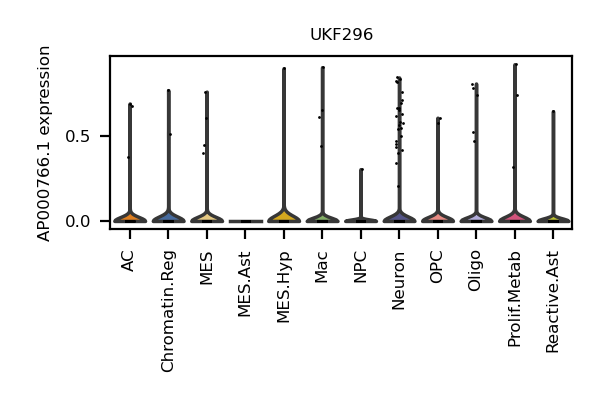 UKF296
AP000766.1 expression
0.5
0.0
AC
Chromatin.Reg
MES
MES.Ast
MES.Hyp
Mac
NPC
Neuron
OPC
Oligo
Prolif.Metab
Reactive.Ast